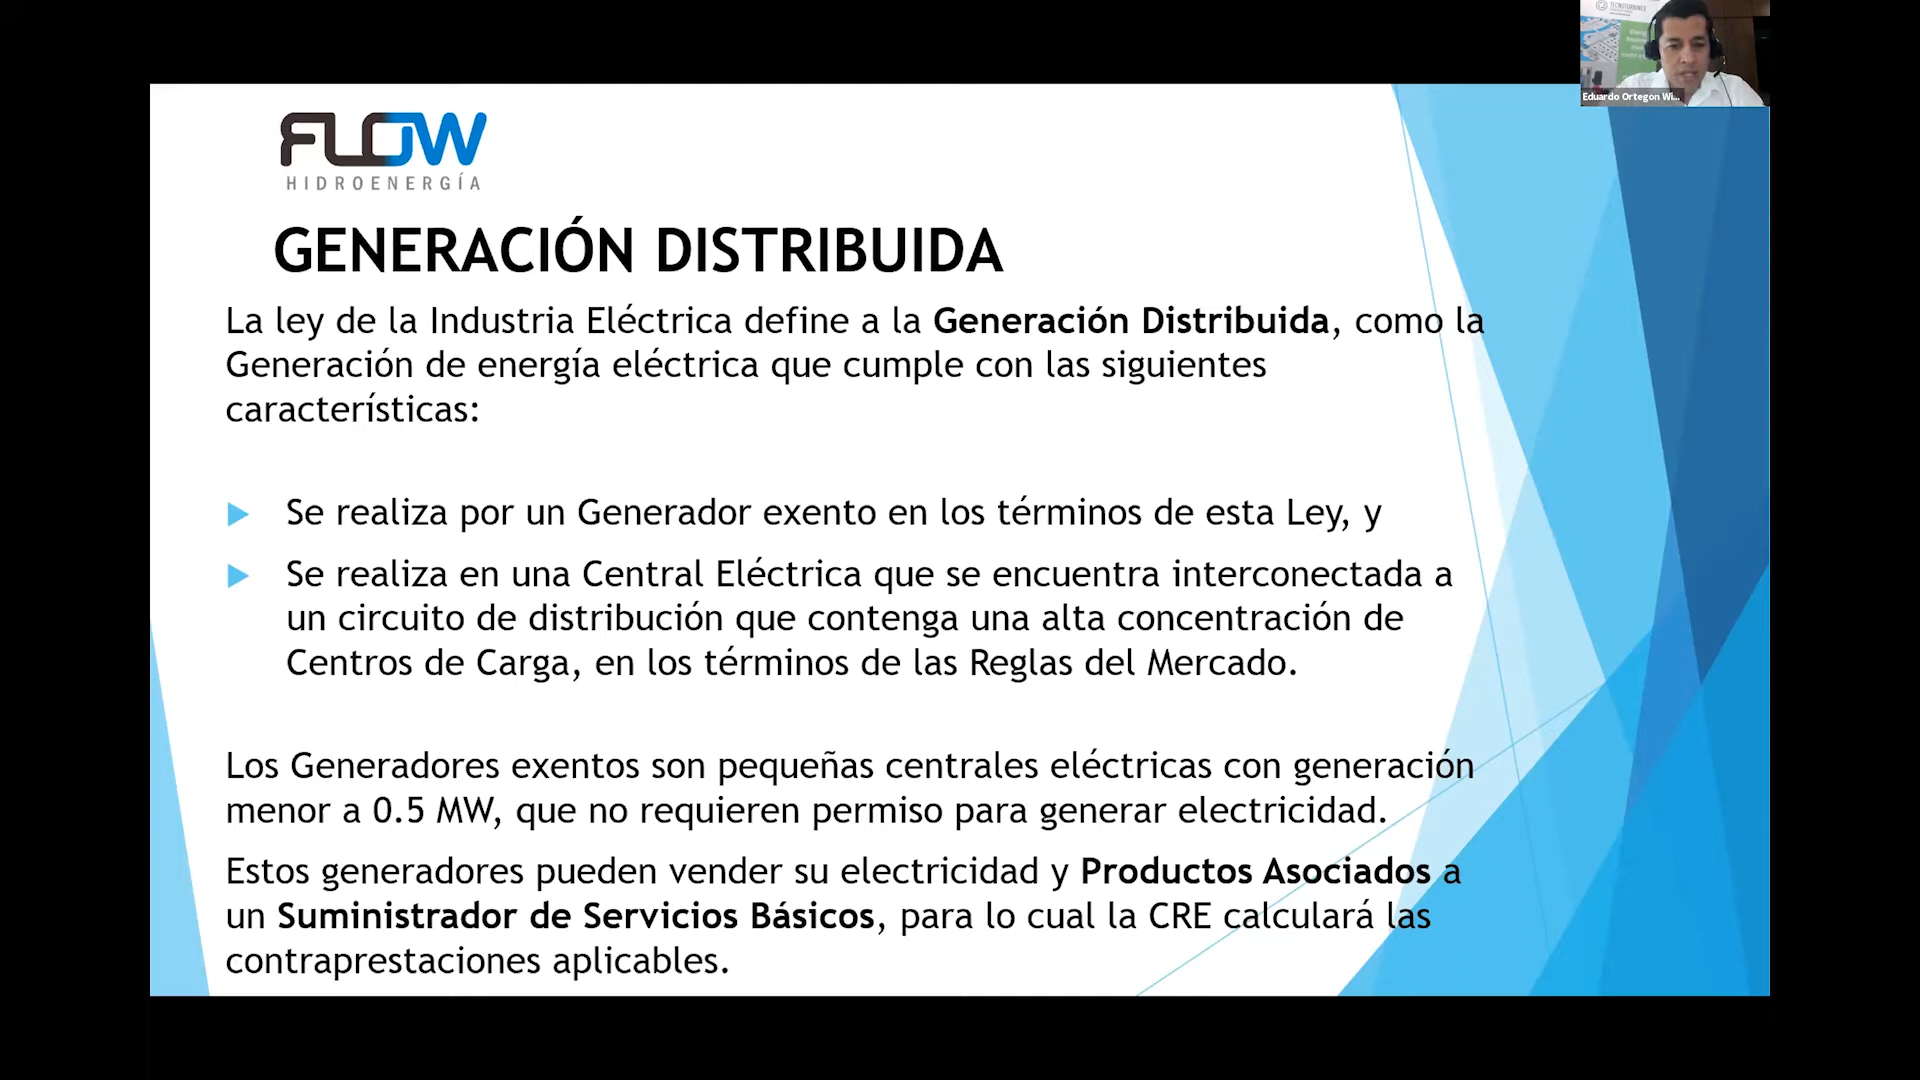 TECNOTURBINES
Eduardo Ortegon Wi...
FLOW
HIDROENERGÍA
GENERACIÓN DISTRIBUIDA
La ley de la Industria Eléctrica define a la Generación Distribuida, como la
Generación de energía eléctrica que cumple con las siguientes
características:
Se realiza por un Generador exento en los términos de esta Ley, y
Se realiza en una Central Eléctrica que se encuentra interconectada a
un circuito de distribución que contenga una alta concentración de
Centros de Carga, en los términos de las Reglas del Mercado.
Los Generadores exentos son pequeñas centrales eléctricas con generación
menor a 0.5 MW, que no requieren permiso para generar electricidad.
Estos generadores pueden vender su electricidad y Productos Asociados a
un Suministrador de Servicios Básicos, para lo cual la CRE calculará las
contraprestaciones aplicables.